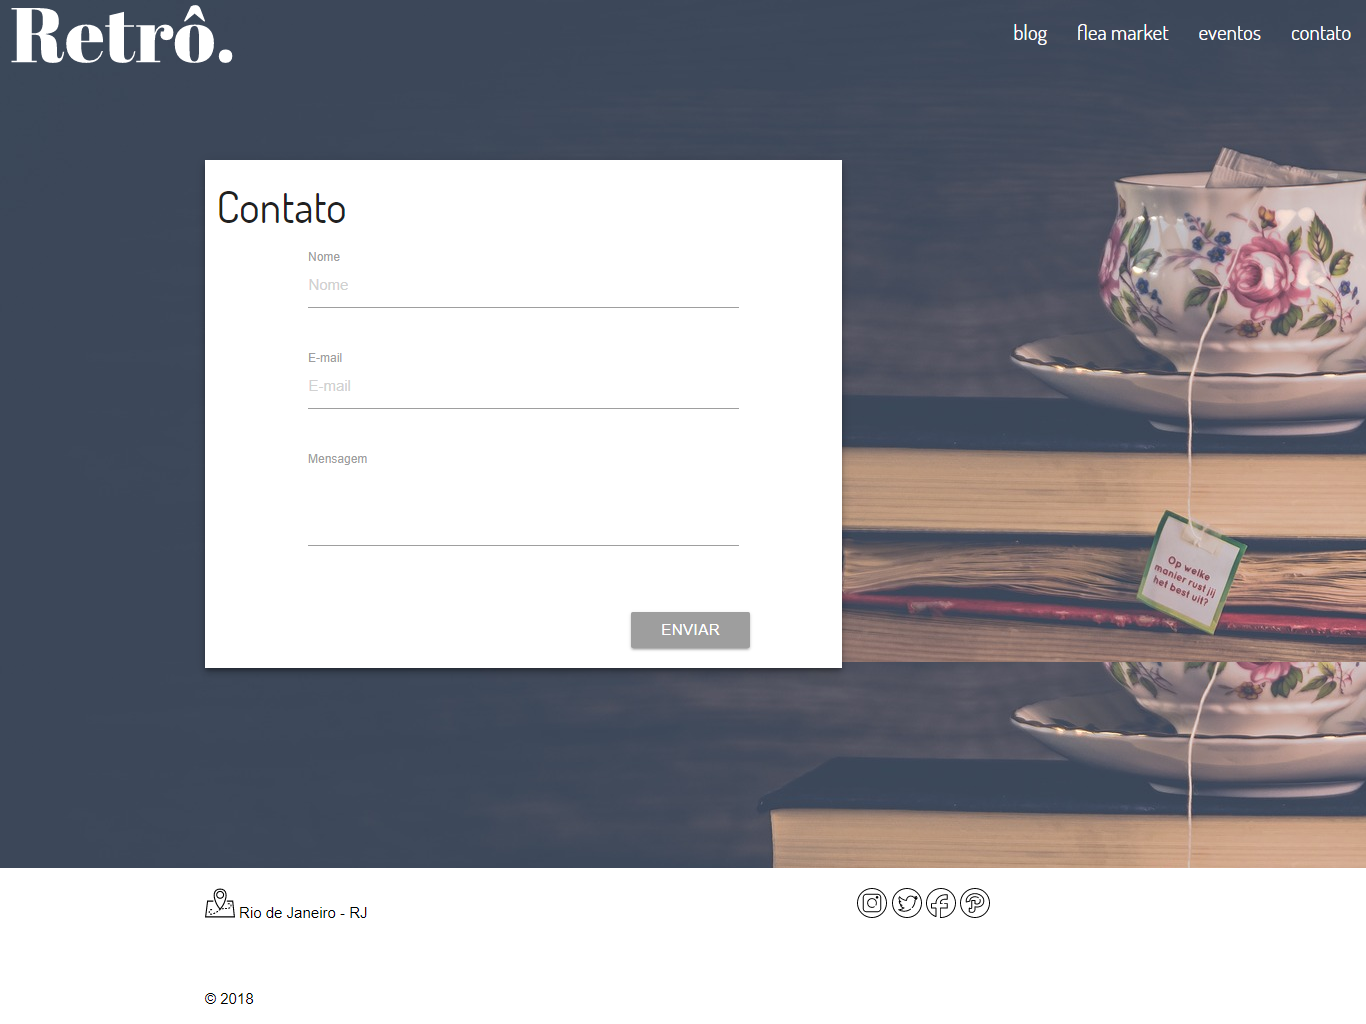 Retrô.
blog flea market eventos contato
Contato
Nome
Nome
E-mail
E-mail
Mensagem
ENVIAR
Op welke
manier rust jij
het best uit?
Rio de Janeiro - RJ
© 2018